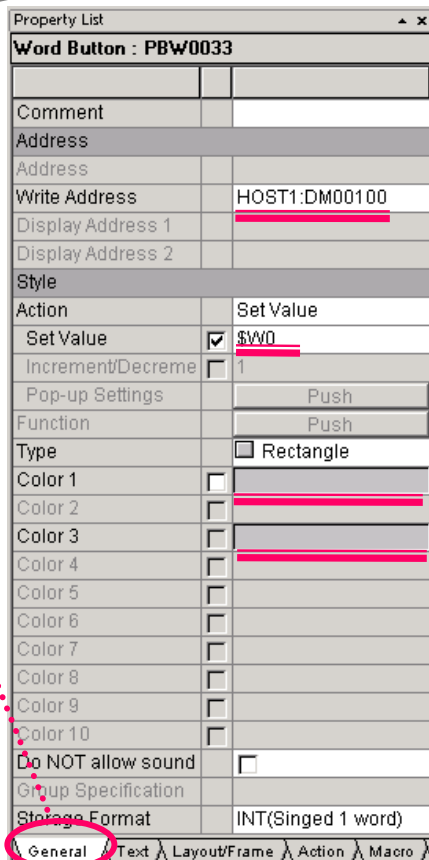 Property List
Word Button : PBW0033
Comment
Address
Address
Write Address HOST1:DM00100
Display Address 1
Display Address 2
Style
Action Set Value
Set Value $W0
Increment/Decreme 1
Pop-up Settings Push
Function Push
Type Rectangle
Color 1
Color 2
Color 3
Color 4
Color 5
Color 6
Color 7
Color 8
Color 9
Color 10
Do NOT allow sound
Group Specification
Storage Format INT(Singed 1 word)
General Text Layout/Frame Action Macro